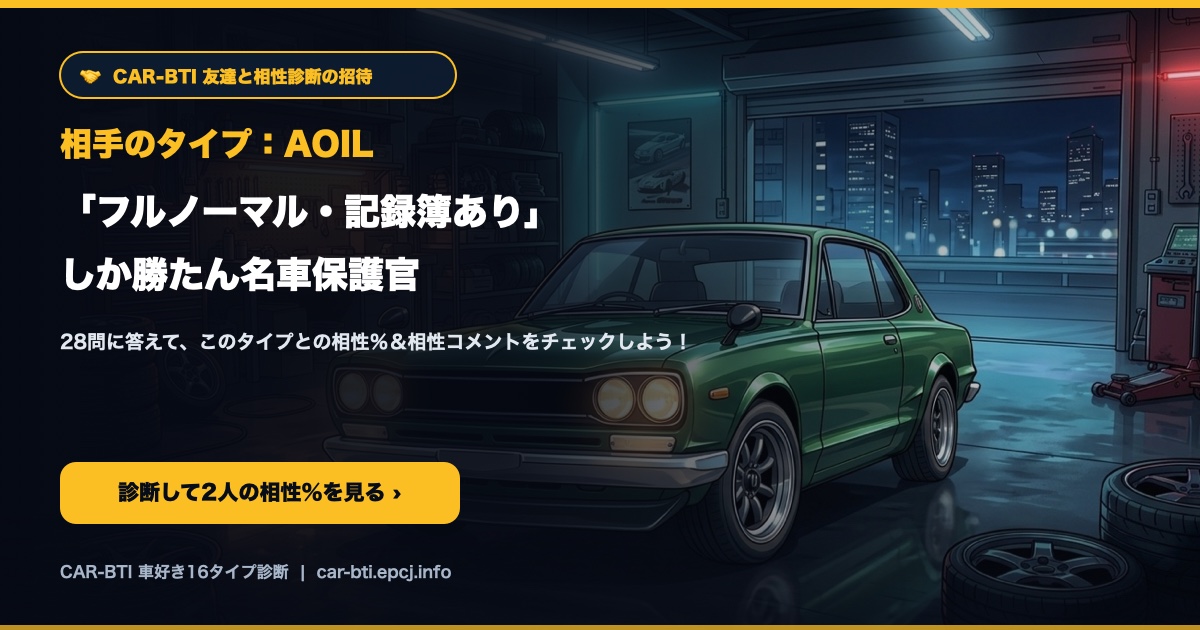 CAR-BTI 友達と相性診断の招待
相手のタイプ：AOIL
「フルノーマル・記録簿あり」
しか勝たん名車保護官
28問に答えて、このタイプとの相性%＆相性コメントをチェックしよう！
診断して2人の相性%を見る ›
CAR-BTI 車好き16タイプ診断 | car-bti.epcj.info